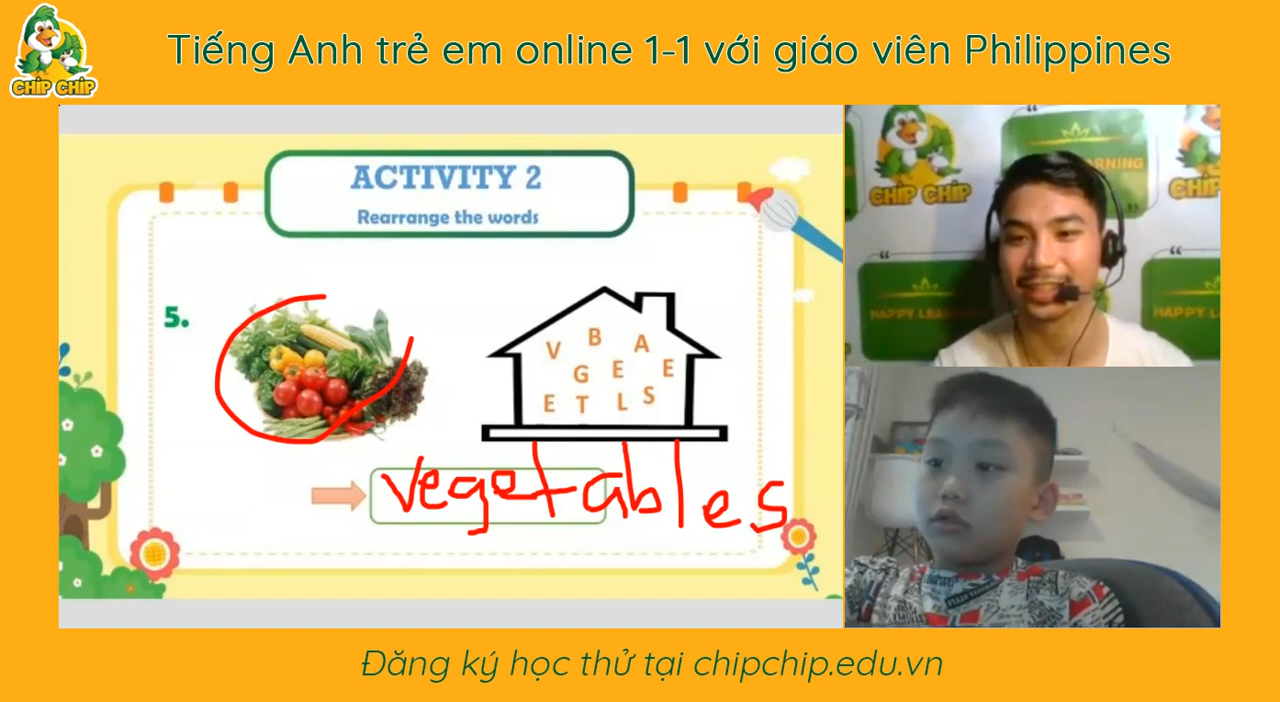 CHÍP CHÍP
Tiếng Anh trẻ em online 1-1 với giáo viên Philippines
ACTIVITY 2
Rearrange the words
5.
V B A
G E E
E T L S
vegetables
CHÍP CHÍP
HAPPY LEARNING
HAPPY
Đăng ký học thử tại chipchip.edu.vn